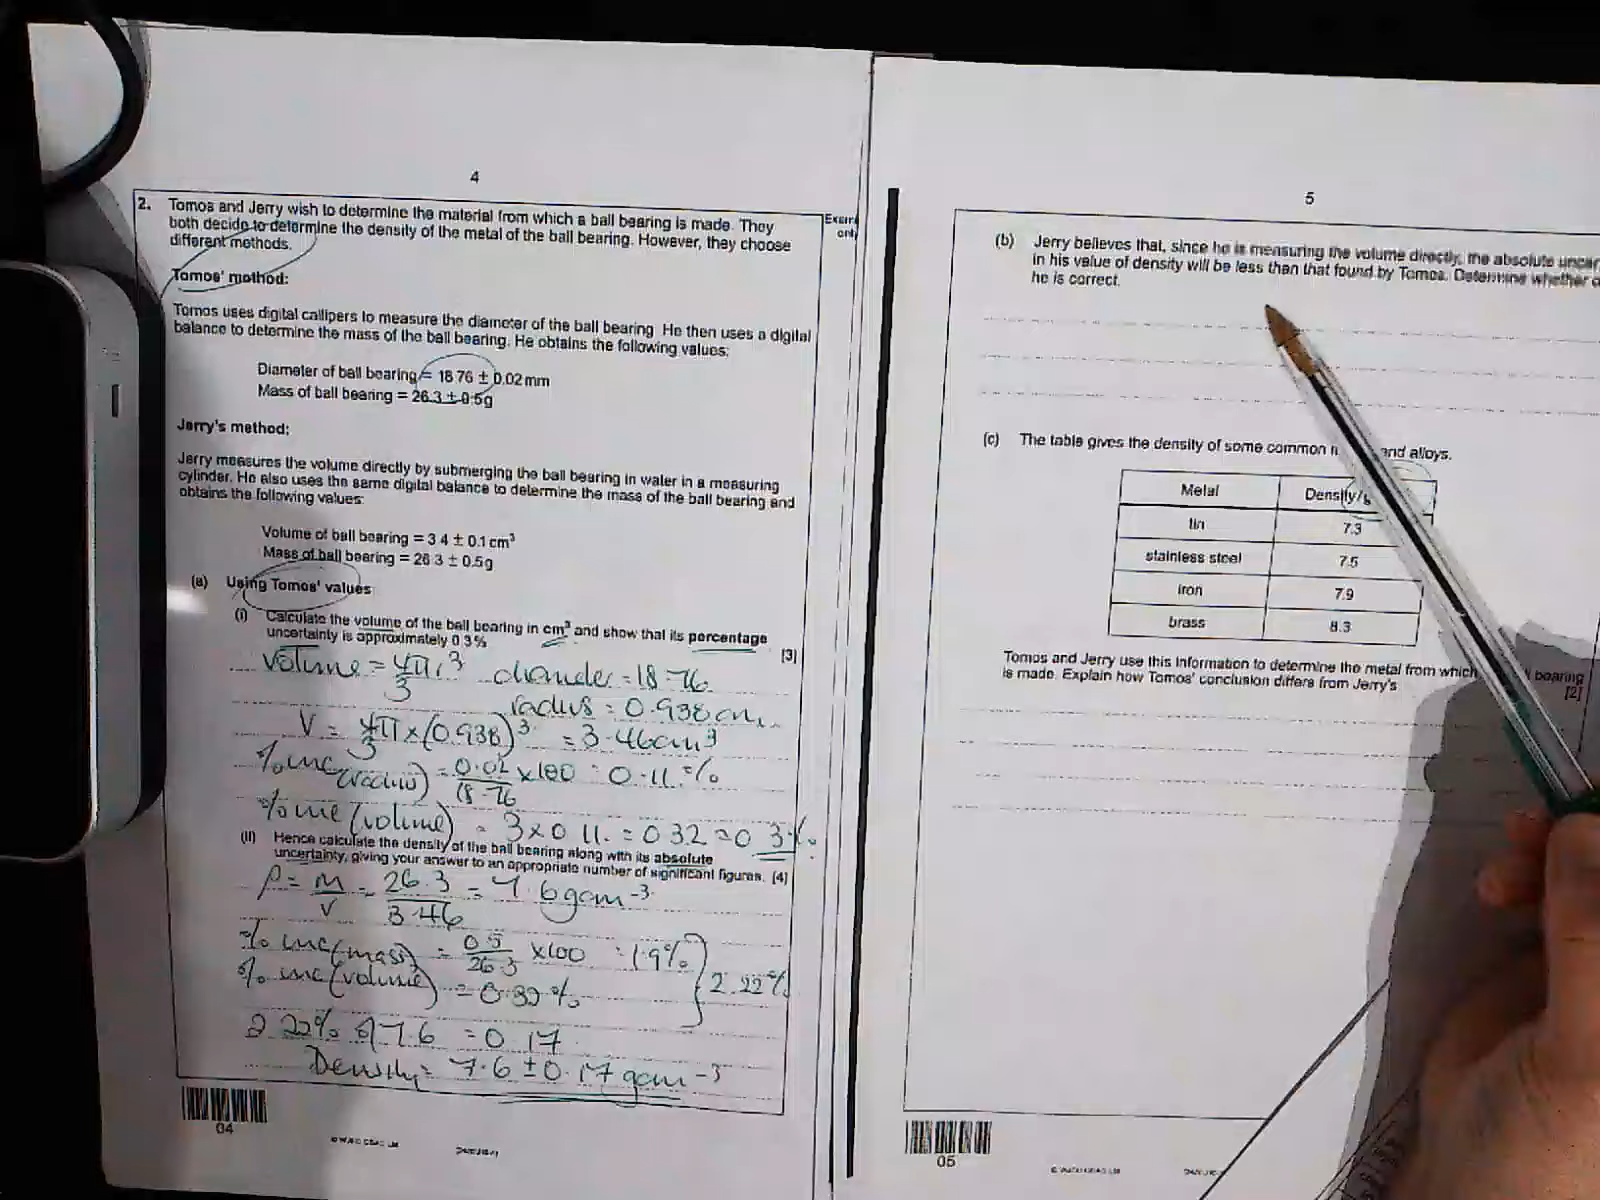 4
2. Tomos and Jerry wish to determine the material from which a ball bearing is made. They
both decide to determine the density of the metal of the ball bearing. However, they choose
different methods.
Exam
only
Tomos' method:
Tomos uses digital callipers to measure the diameter of the ball bearing. He then uses a digital
balance to determine the mass of the ball bearing. He obtains the following values:
Diameter of ball bearing = 18.76 ± 0.02 mm
Mass of ball bearing = 26.3 ± 0.5g
Jerry's method:
Jerry measures the volume directly by submerging the ball bearing in water in a measuring
cylinder. He also uses the same digital balance to determine the mass of the ball bearing and
obtains the following values:
Volume of ball bearing = 3.4 ± 0.1 cm³
Mass of ball bearing = 26.3 ± 0.5g
(a) Using Tomos' values
(i) Calculate the volume of the ball bearing in cm³ and show that its percentage
uncertainty is approximately 0.3%
[3]
Volume = 4πr³/3 diameter = 18.76
radius = 0.938 cm
V = 4π/3 × (0.938)³ = 3.46cm³
% unc (radius) = 0.02/18.76 × 100 = 0.11 %
% unc (volume) = 3 × 0.11 = 0.32 ≈ 0.3%
(ii) Hence calculate the density of the ball bearing along with its absolute
uncertainty, giving your answer to an appropriate number of significant figures. [4]
ρ = m/v = 26.3/3.46 = 7.6 gcm⁻³
% unc (mass) = 0.5/26.3 × 100 = 1.9%
% unc (volume) = 0.32 %
2.22%
2.22% of 7.6 = 0.17
Density = 7.6 ± 0.17 gcm⁻³
04
5
(b) Jerry believes that, since he is measuring the volume directly, the absolute uncer
in his value of density will be less than that found by Tomos. Determine whether o
he is correct.
(c) The table gives the density of some common and alloys.
Metal Density/g
tin 7.3
stainless steel 7.5
iron 7.9
brass 8.3
Tomos and Jerry use this information to determine the metal from which bearing
is made. Explain how Tomos' conclusion differs from Jerry's
[2]
05